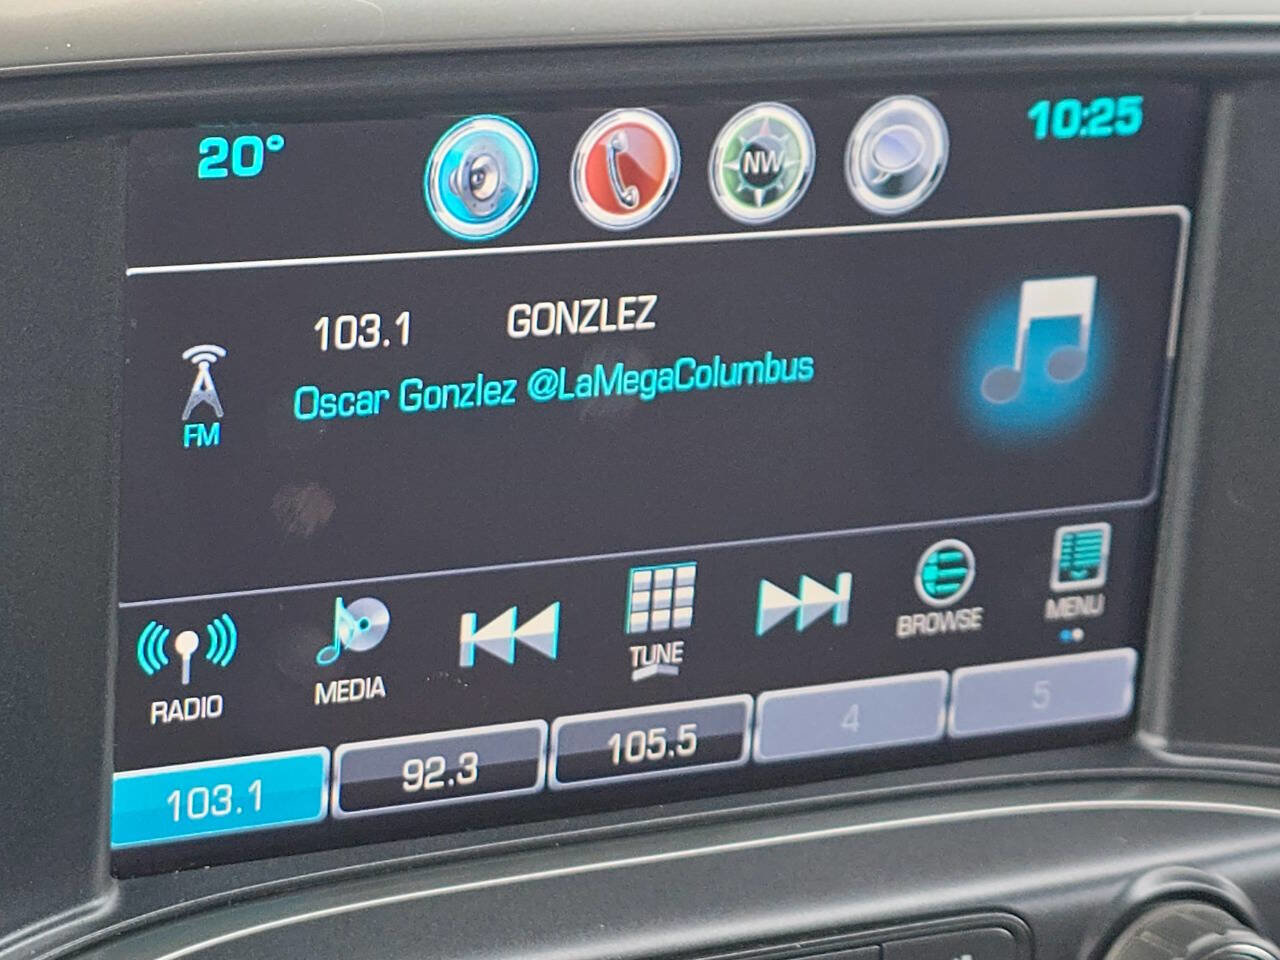 20°
NW
10:25
103.1 GONZLEZ
Oscar Gonzlez @LaMegaColumbus
FM
RADIO
MEDIA
TUNE
BROWSE
MENU
103.1
92.3
105.5
4
5